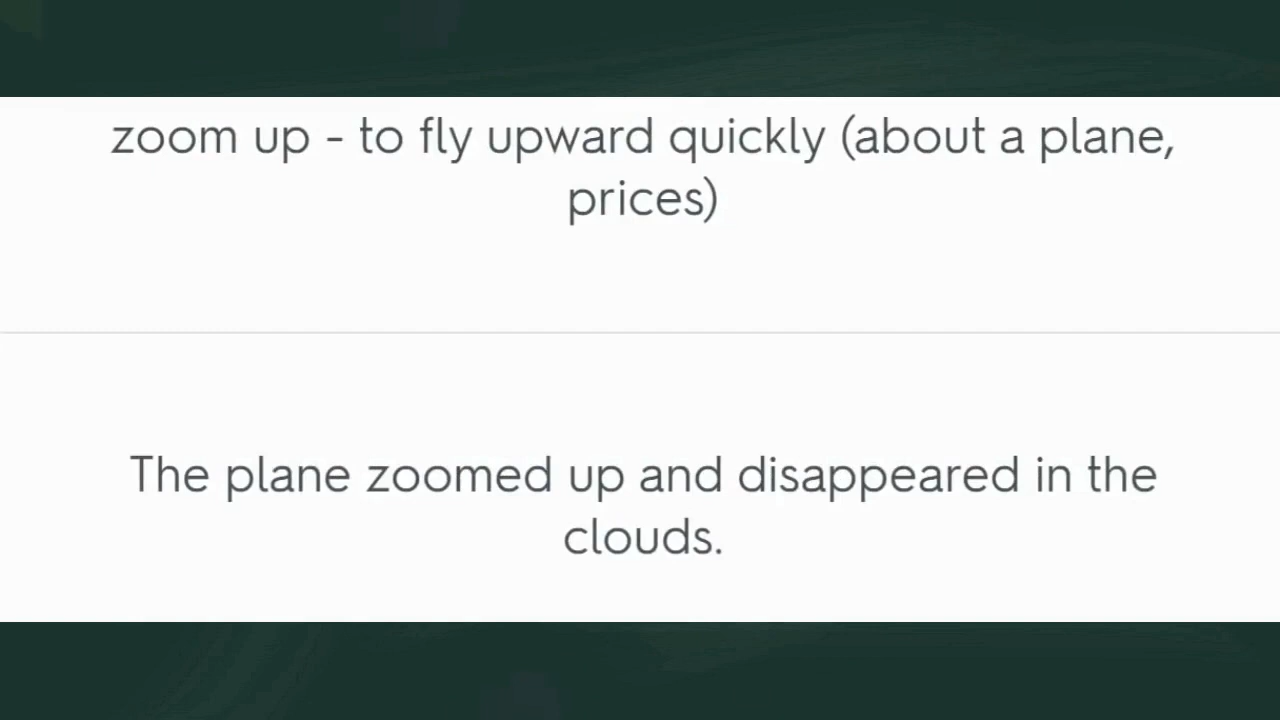 zoom up - to fly upward quickly (about a plane,
prices)
The plane zoomed up and disappeared in the
clouds.